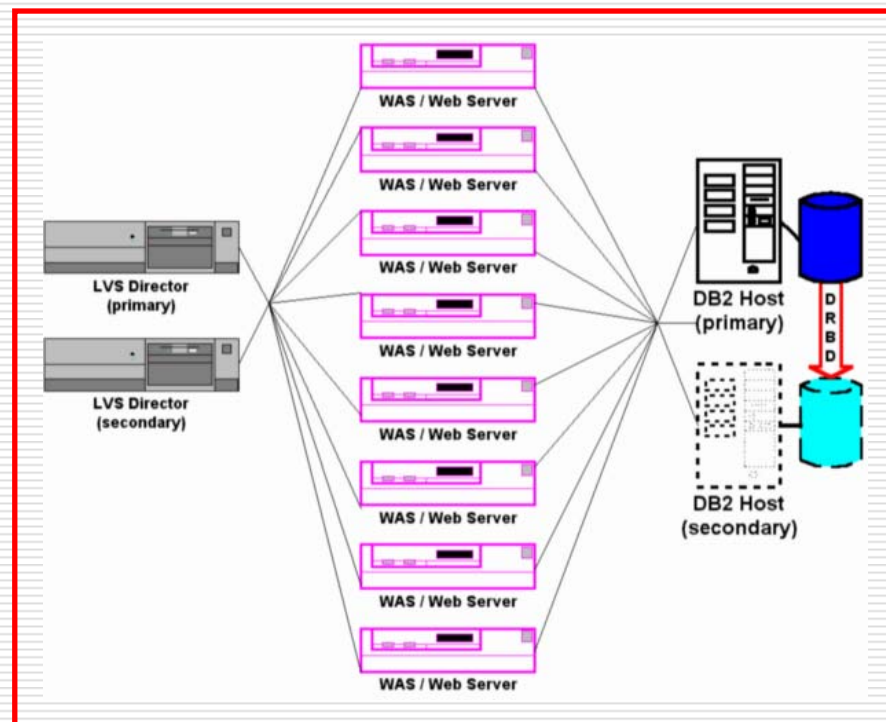 WAS / Web Server
WAS / Web Server
WAS / Web Server
WAS / Web Server
WAS / Web Server
WAS / Web Server
WAS / Web Server
WAS / Web Server
LVS Director
(primary)
LVS Director
(secondary)
DB2 Host
(primary)
DRBD
DB2 Host
(secondary)